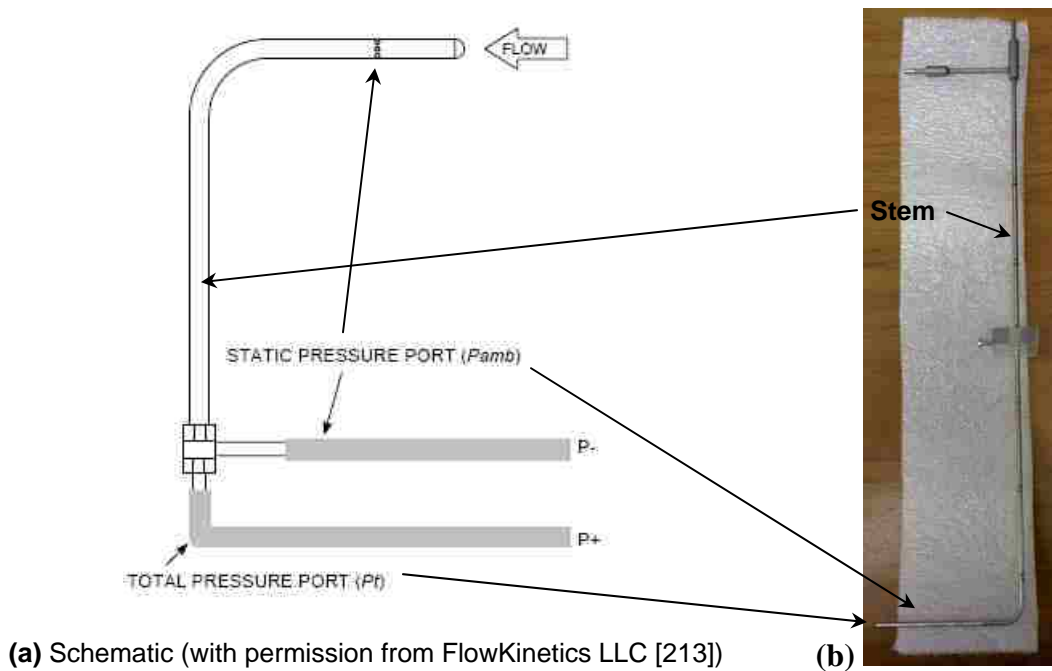 FLOW
Stem
STATIC PRESSURE PORT (Pamb)
P-
P+
TOTAL PRESSURE PORT (Pt)
(a) Schematic (with permission from FlowKinetics LLC [213])
(b)